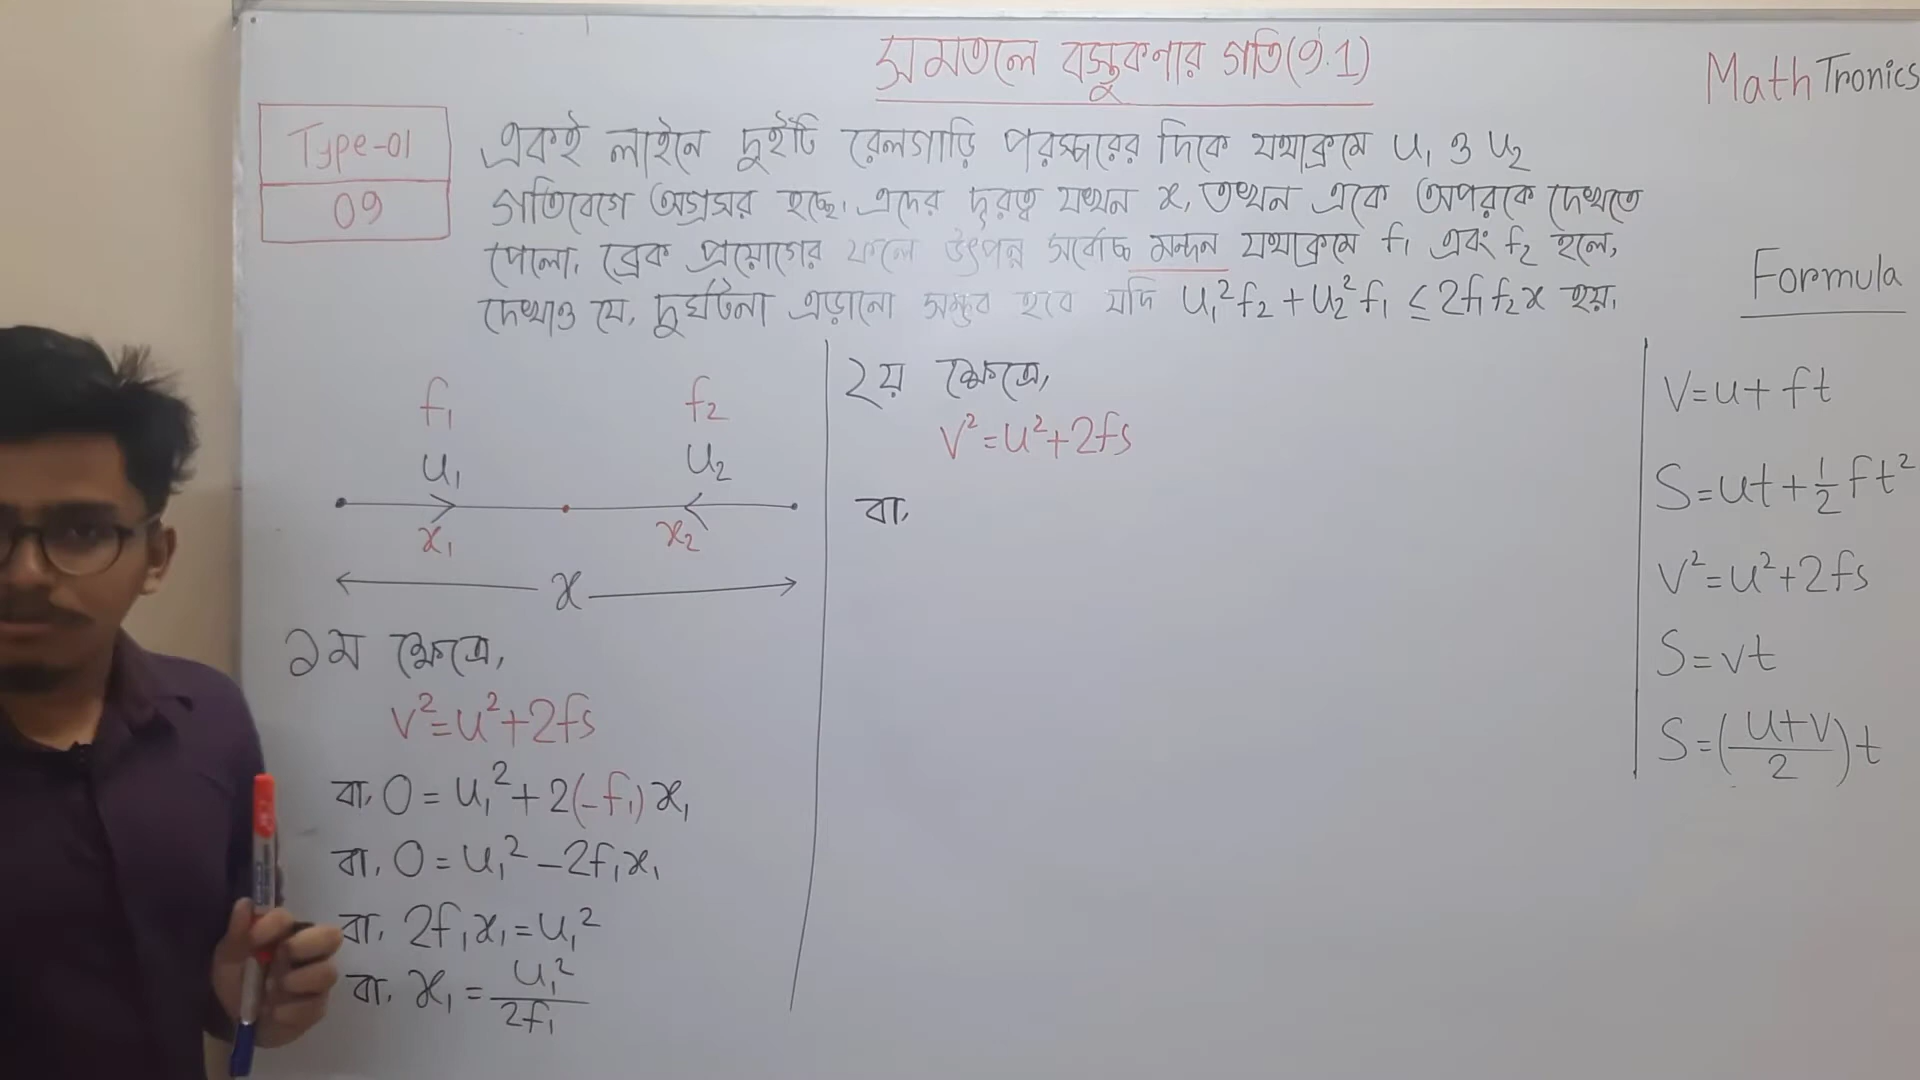 সমতলে বস্তুকণার গতি(9.1)
MathTronics
Type-01
09
একই লাইনে দুইটি রেলগাড়ি পরস্পরের দিকে যথাক্রমে u₁ ও u₂
গতিবেগে অগ্রসর হচ্ছে। এদের দূরত্ব যখন x, তখন একে অপরকে দেখতে
পেলো। ব্রেক প্রয়োগের ফলে উৎপন্ন সর্বোচ্চ মন্দন যথাক্রমে f₁ এবং f₂ হলে,
দেখাও যে, দুর্ঘটনা এড়ানো সম্ভব হবে যদি u₁²f₂ + u₂²f₁ ≤ 2f₁f₂x হয়।
f₁ f₂
u₁ u₂
x₁ x₂
x
১ম ক্ষেত্রে,
v²=u²+2fs
বা, 0 = u₁²+2(-f₁)x₁
বা, 0 = u₁²-2f₁x₁
বা, 2f₁x₁=u₁²
বা, x₁ = u₁²/2f₁
২য় ক্ষেত্রে,
v²=u²+2fs
বা,
Formula
v=u+ft
S=ut+½ft²
v²=u²+2fs
S=vt
S=(u+v/2)t